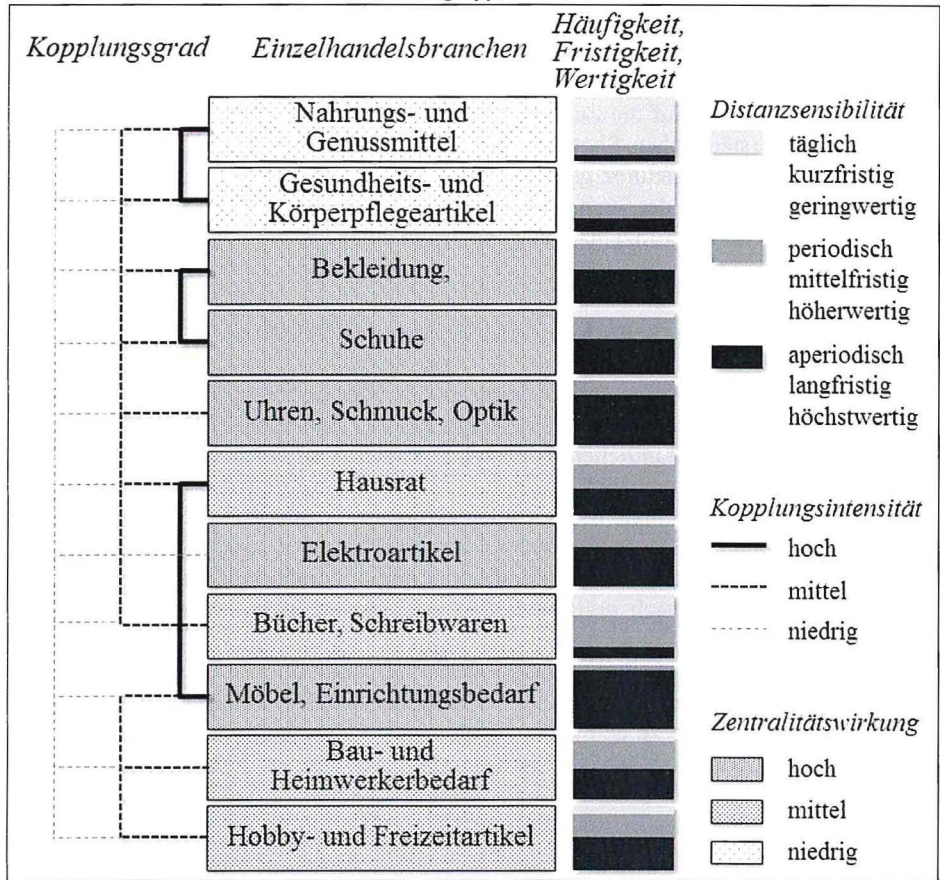 Kopplungsgrad
Einzelhandelsbranchen
Häufigkeit,
Fristigkeit,
Wertigkeit
Nahrungs- und
Genussmittel
Gesundheits- und
Körperpflegeartikel
Bekleidung,
Schuhe
Uhren, Schmuck, Optik
Hausrat
Elektroartikel
Bücher, Schreibwaren
Möbel, Einrichtungsbedarf
Bau- und
Heimwerkerbedarf
Hobby- und Freizeitartikel
Distanzsensibilität
täglich
kurzfristig
geringwertig
periodisch
mittelfristig
höherwertig
aperiodisch
langfristig
höchstwertig
Kopplungsintensität
hoch
mittel
niedrig
Zentralitätswirkung
hoch
mittel
niedrig